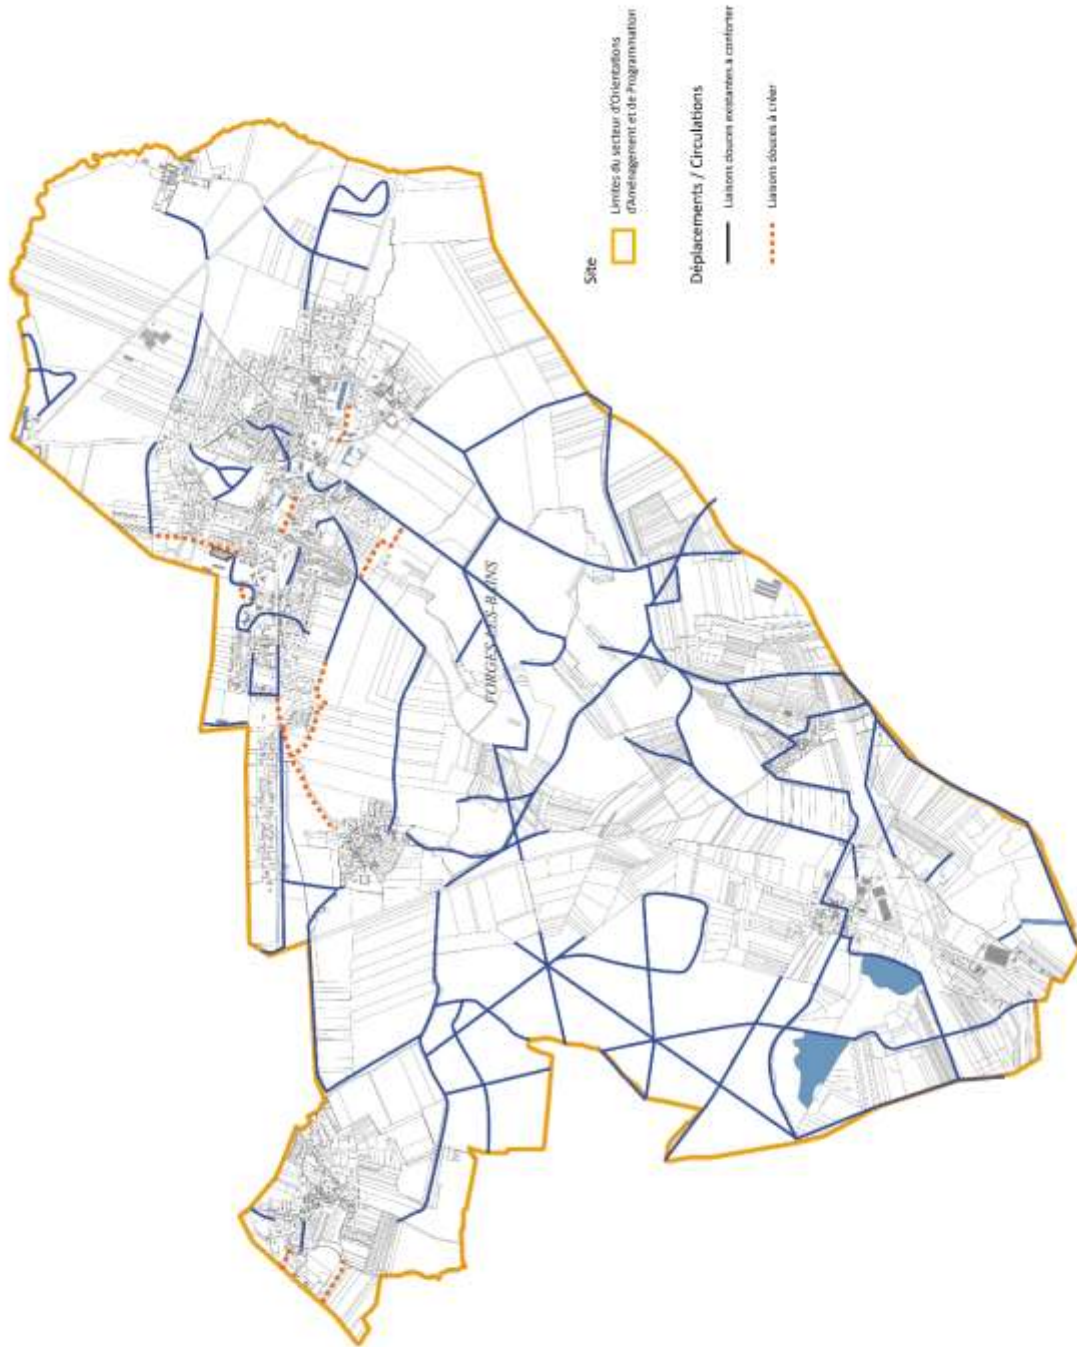 Site
Limites du secteur d'Orientations
d'Aménagement et de Programmation
Déplacements / Circulations
Liaisons douces existantes à conforter
Liaisons douces à créer
FORGES-LES-BAINS